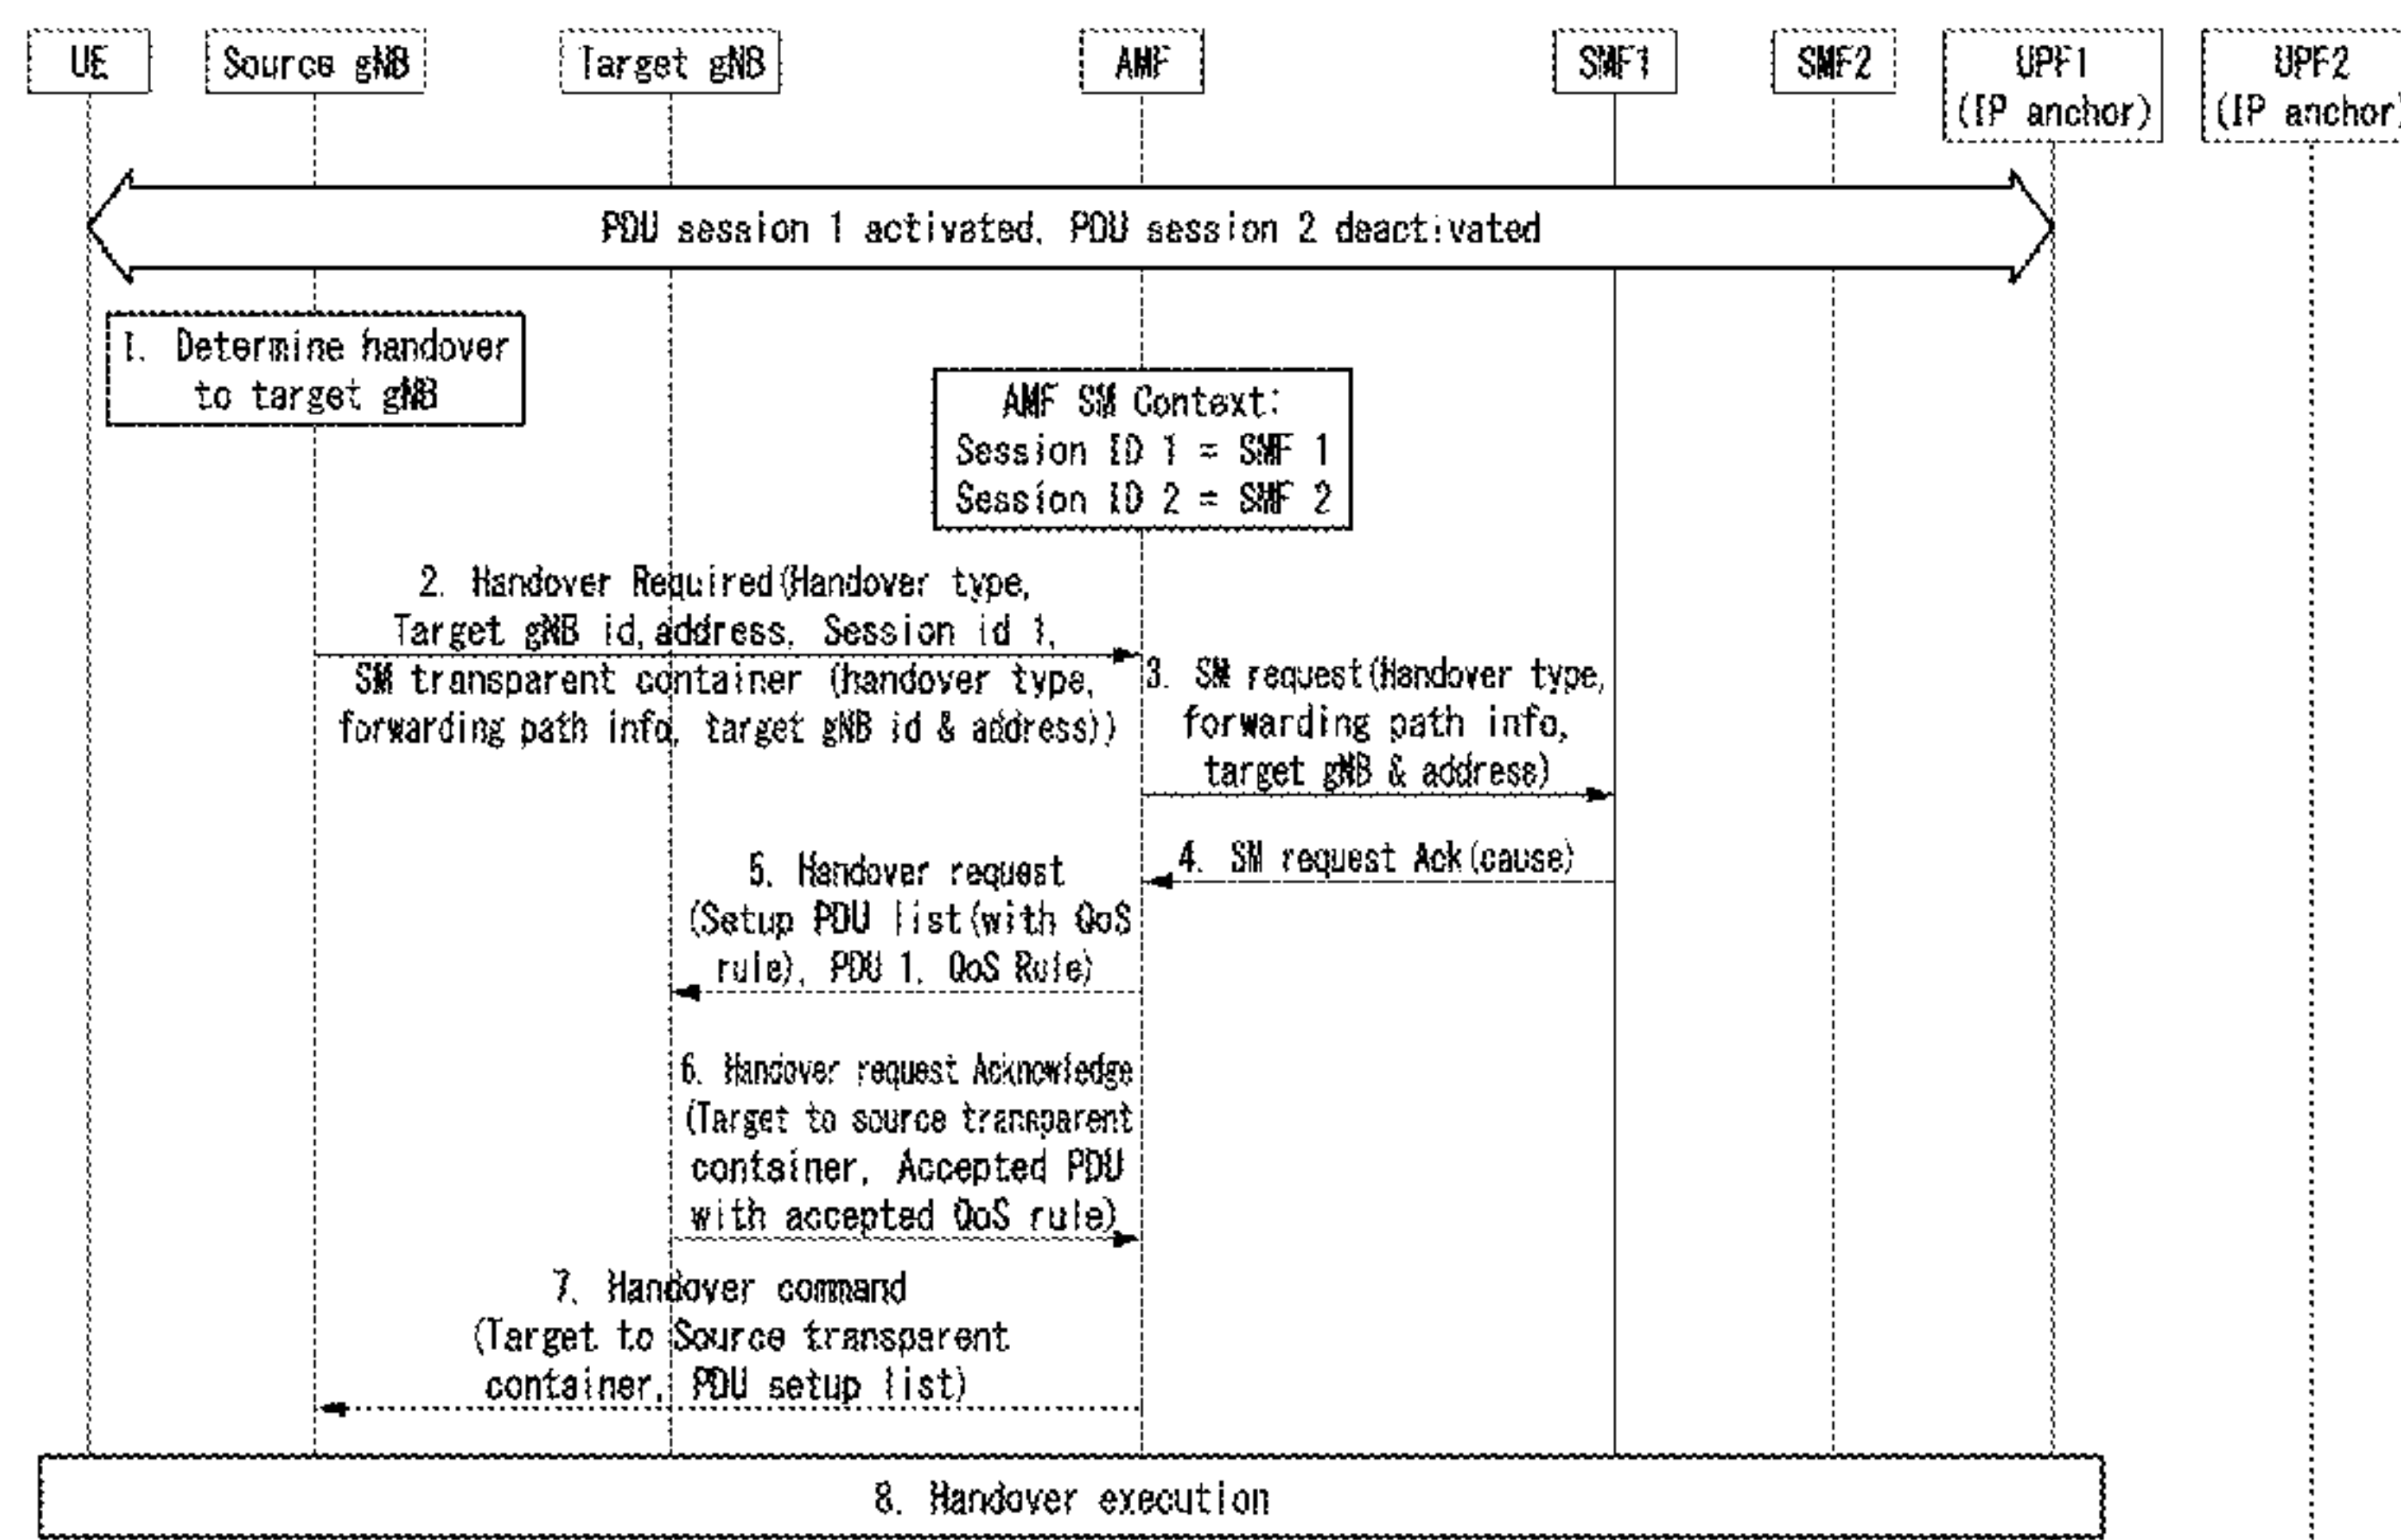 UE
Source gNB
Target gNB
AMF
SMF1
SMF2
UPF1
(IP anchor)
UPF2
(IP anchor)
PDU session 1 activated, PDU session 2 deactivated
1. Determine handover
to target gNB
AMF SM Context:
Session ID 1 = SMF 1
Session ID 2 = SMF 2
2. Handover Required(Handover type,
Target gNB id,address, Session id 1,
SM transparent container (handover type,
forwarding path info, target gNB id & address))
3. SM request(Handover type,
forwarding path info,
target gNB & address)
4. SM request Ack(cause)
5. Handover request
(Setup PDU list(with QoS
rule), PDU 1, QoS Rule)
6. Handover request Acknowledge
(Target to source transparent
container, Accepted PDU
with accepted QoS rule)
7. Handover command
(Target to Source transparent
container, PDU setup list)
8. Handover execution